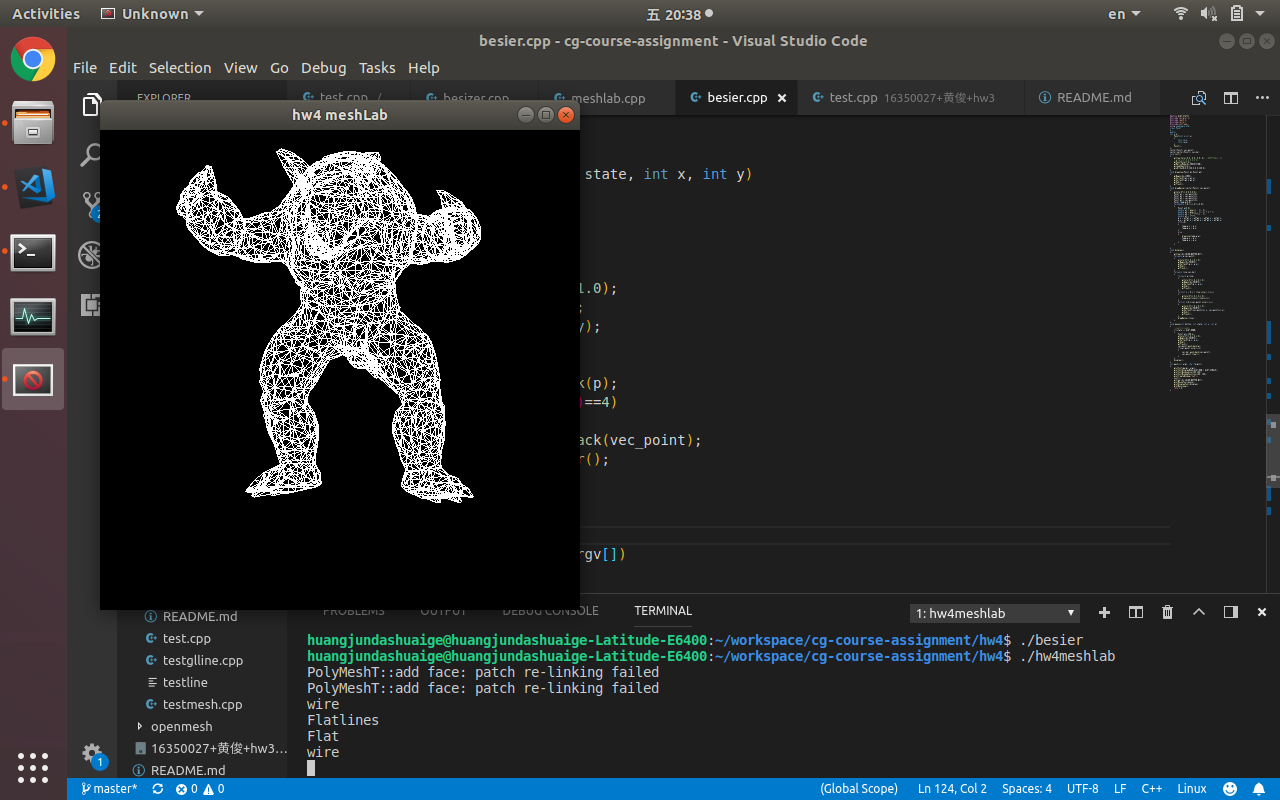 Activities Unknown 五 20:38 en
besier.cpp - cg-course-assignment - Visual Studio Code
File Edit Selection View Go Debug Tasks Help
EXPLORER test.cpp / besizer.cpp meshlab.cpp besier.cpp test.cpp 16350027+黄俊+hw3 README.md
hw4 meshLab
state, int x, int y)
1.0);
;
y);
k(p);
)==4)
ack(vec_point);
r();
rgv[])
README.md
test.cpp
testglline.cpp
testline
testmesh.cpp
openmesh
16350027+黄俊+hw3...
README.md
PROBLEMS OUTPUT DEBUG CONSOLE TERMINAL 1: hw4meshlab
huangjundashuaige@huangjundashuaige-Latitude-E6400:~/workspace/cg-course-assignment/hw4$ ./besier
huangjundashuaige@huangjundashuaige-Latitude-E6400:~/workspace/cg-course-assignment/hw4$ ./hw4meshlab
PolyMeshT::add face: patch re-linking failed
PolyMeshT::add face: patch re-linking failed
wire
Flatlines
Flat
wire
1
master* 0 0 (Global Scope) Ln 124, Col 2 Spaces: 4 UTF-8 LF C++ Linux